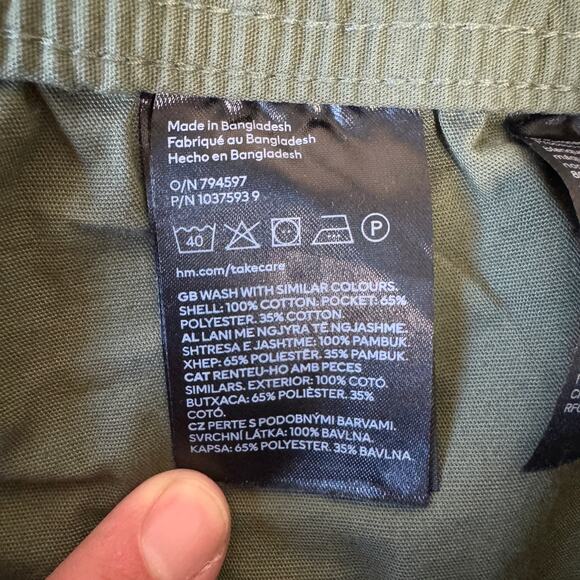 Made in Bangladesh
Fabriqué au Bangladesh
Hecho en Bangladesh
O/N 794597
P/N 1037593 9
40
P
hm.com/takecare
GB WASH WITH SIMILAR COLOURS.
SHELL: 100% COTTON. POCKET: 65%
POLYESTER. 35% COTTON.
AL LANI ME NGJYRA TË NGJASHME.
SHTRESA E JASHTME: 100% PAMBUK.
XHEP: 65% POLIESTËR. 35% PAMBUK.
CAT RENTEU-HO AMB PECES
SIMILARS. EXTERIOR: 100% COTÓ.
BUTXACA: 65% POLIÈSTER. 35%
COTÓ.
CZ PERTE S PODOBNÝMI BARVAMI.
SVRCHNÍ LÁTKA: 100% BAVLNA.
KAPSA: 65% POLYESTER. 35% BAVLNA